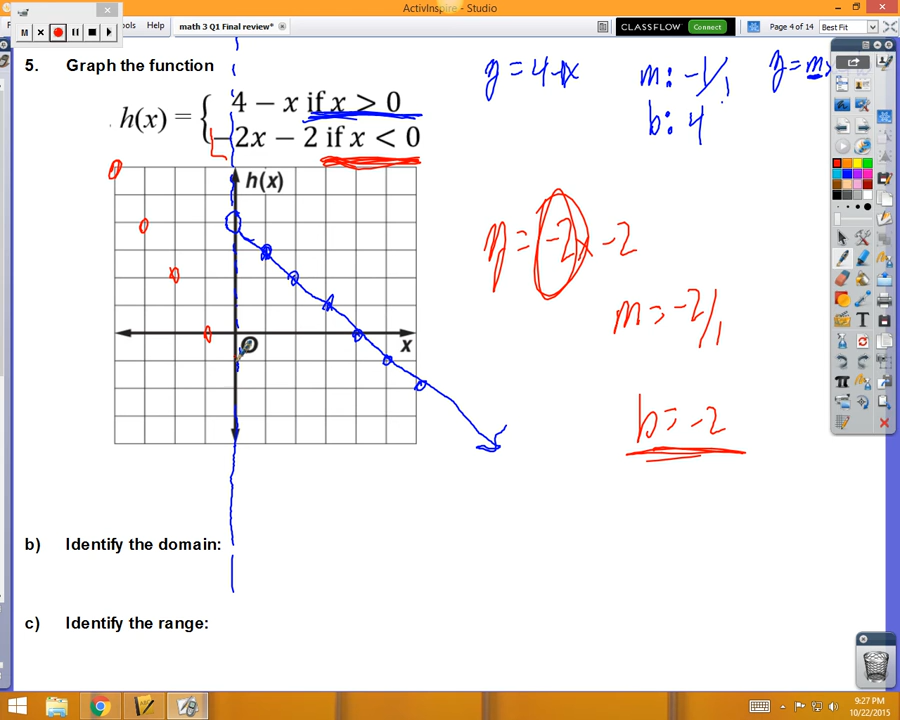 ActivInspire - Studio
ols Help math 3 Q1 Final review* Page 4 of 14 Best Fit
CLASSFLOW Connect
M
5. Graph the function
h(x) = { 4 − x if x > 0
−2x − 2 if x < 0
y = 4-1x
m: -1/1
b: 4
y = m
h(x)
x
O
y = -2x -2
m = -2/1
b = -2
b) Identify the domain:
c) Identify the range:
9:27 PM
10/22/2015